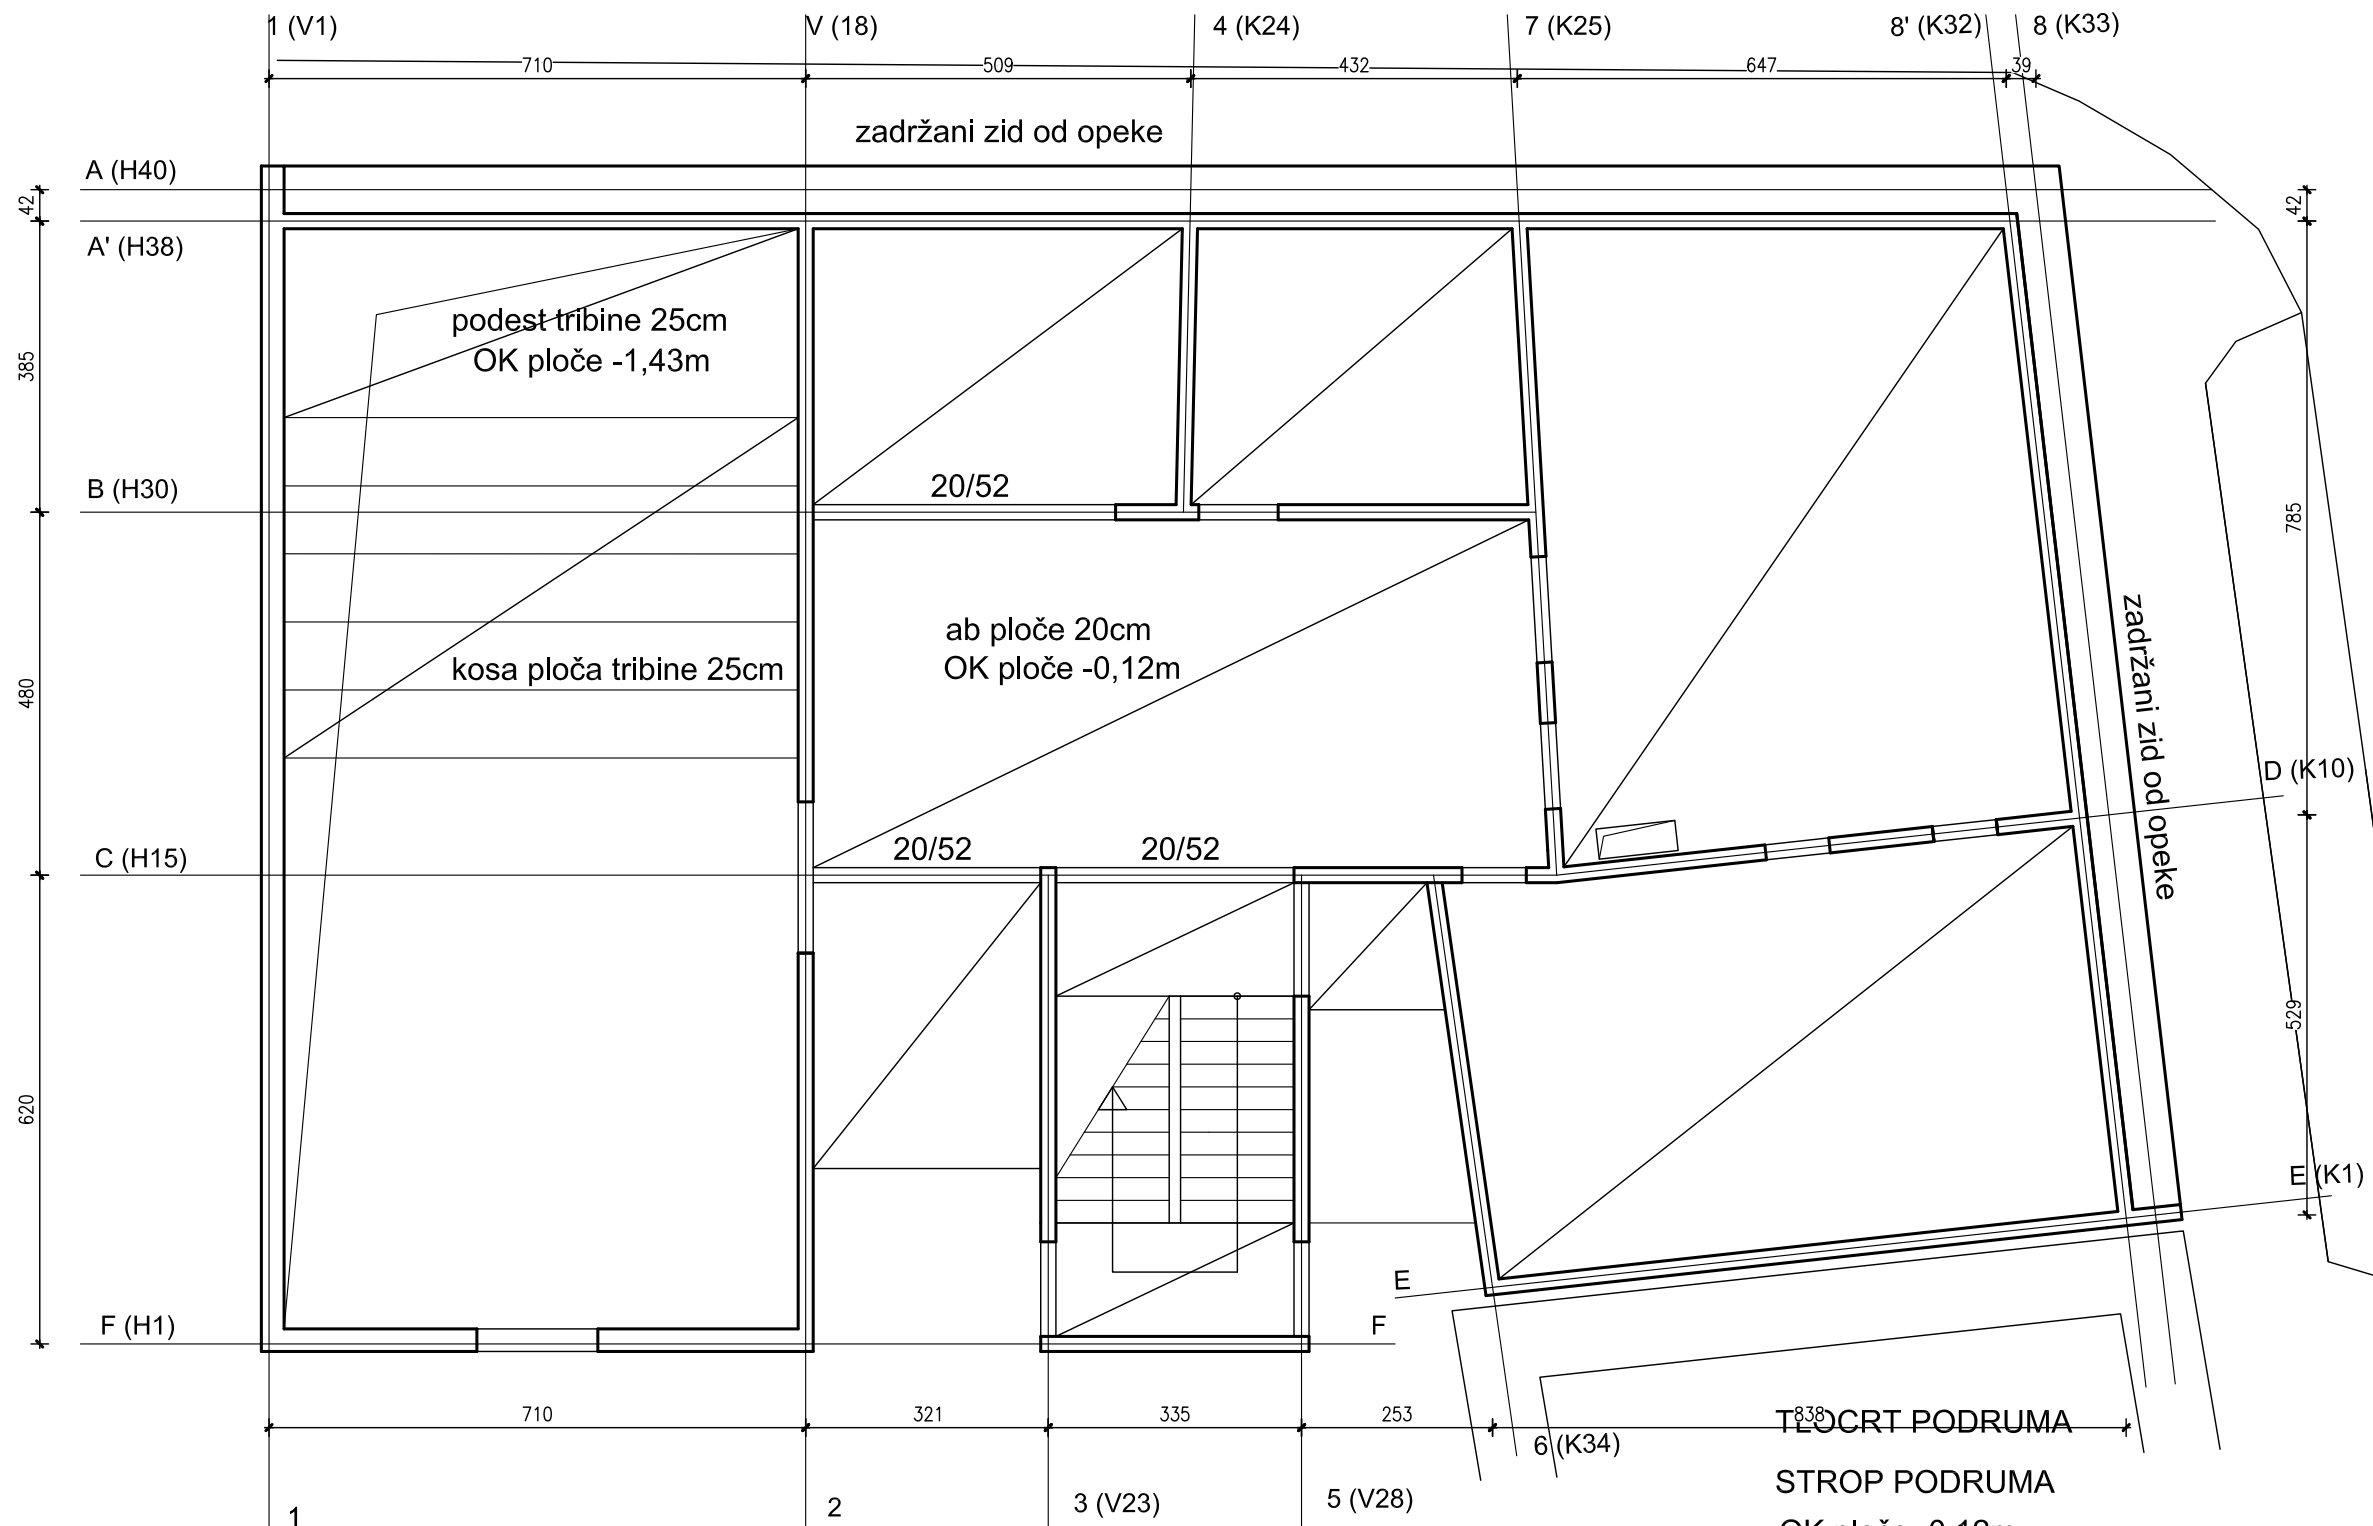 1 (V1)
V (18)
4 (K24)
7 (K25)
8' (K32)
8 (K33)
710
509
432
647
39
zadržani zid od opeke
A (H40)
42
42
A' (H38)
podest tribine 25cm
OK ploče -1,43m
385
B (H30)
20/52
785
ab ploče 20cm
OK ploče -0,12m
kosa ploča tribine 25cm
480
zadržani zid od opeke
D (K10)
C (H15)
20/52
20/52
529
620
E (K1)
E
F (H1)
F
710
321
335
253
838
TLOCRT PODRUMA
6 (K34)
STROP PODRUMA
1
2
3 (V23)
5 (V28)
OK ploče -0,12m